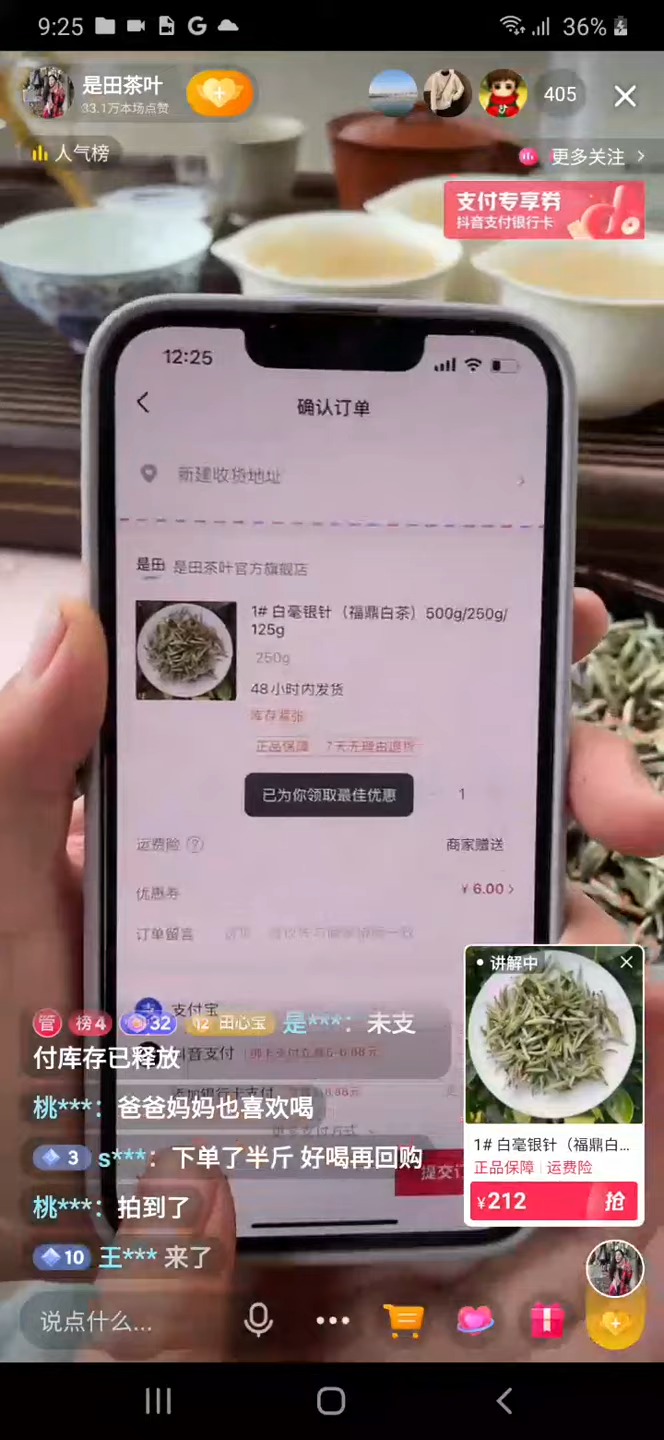 9:25
36%
是田茶叶
33.1万本场点赞
405
人气榜
更多关注
支付专享券
抖音支付银行卡
12:25
确认订单
新建收货地址
是田 是田茶叶官方旗舰店
1# 白毫银针（福鼎白茶）500g/250g/
125g
250g
48小时内发货
库存紧张
正品保障 7天无理由退货
已为你领取最佳优惠
1
运费险 ?
商家赠送
优惠券
¥ 6.00
订单留言
支付宝
抖音支付
添加银行卡支付
提交订
管 榜4 32 田心宝 是***：未支
付库存已释放
桃***：爸爸妈妈也喜欢喝
3 s***：下单了半斤 好喝再回购
桃***：拍到了
10 王*** 来了
讲解中
1# 白毫银针（福鼎白...
正品保障 运费险
¥212 抢
说点什么...